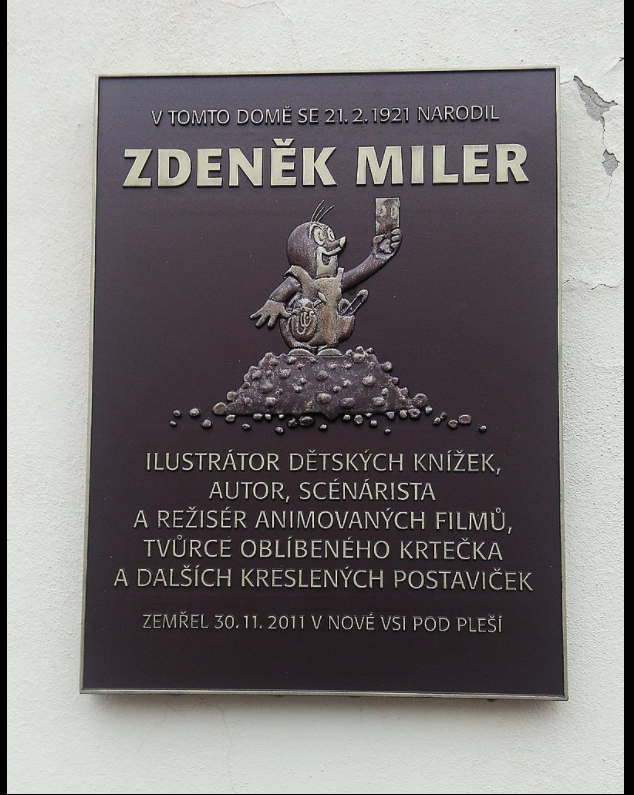 V TOMTO DOMĚ SE 21. 2. 1921 NARODIL
ZDENĚK MILER
ILUSTRÁTOR DĚTSKÝCH KNÍŽEK,
AUTOR, SCÉNÁRISTA
A REŽISÉR ANIMOVANÝCH FILMŮ,
TVŮRCE OBLÍBENÉHO KRTEČKA
A DALŠÍCH KRESLENÝCH POSTAVIČEK
ZEMŘEL 30. 11. 2011 V NOVÉ VSI POD PLEŠÍ